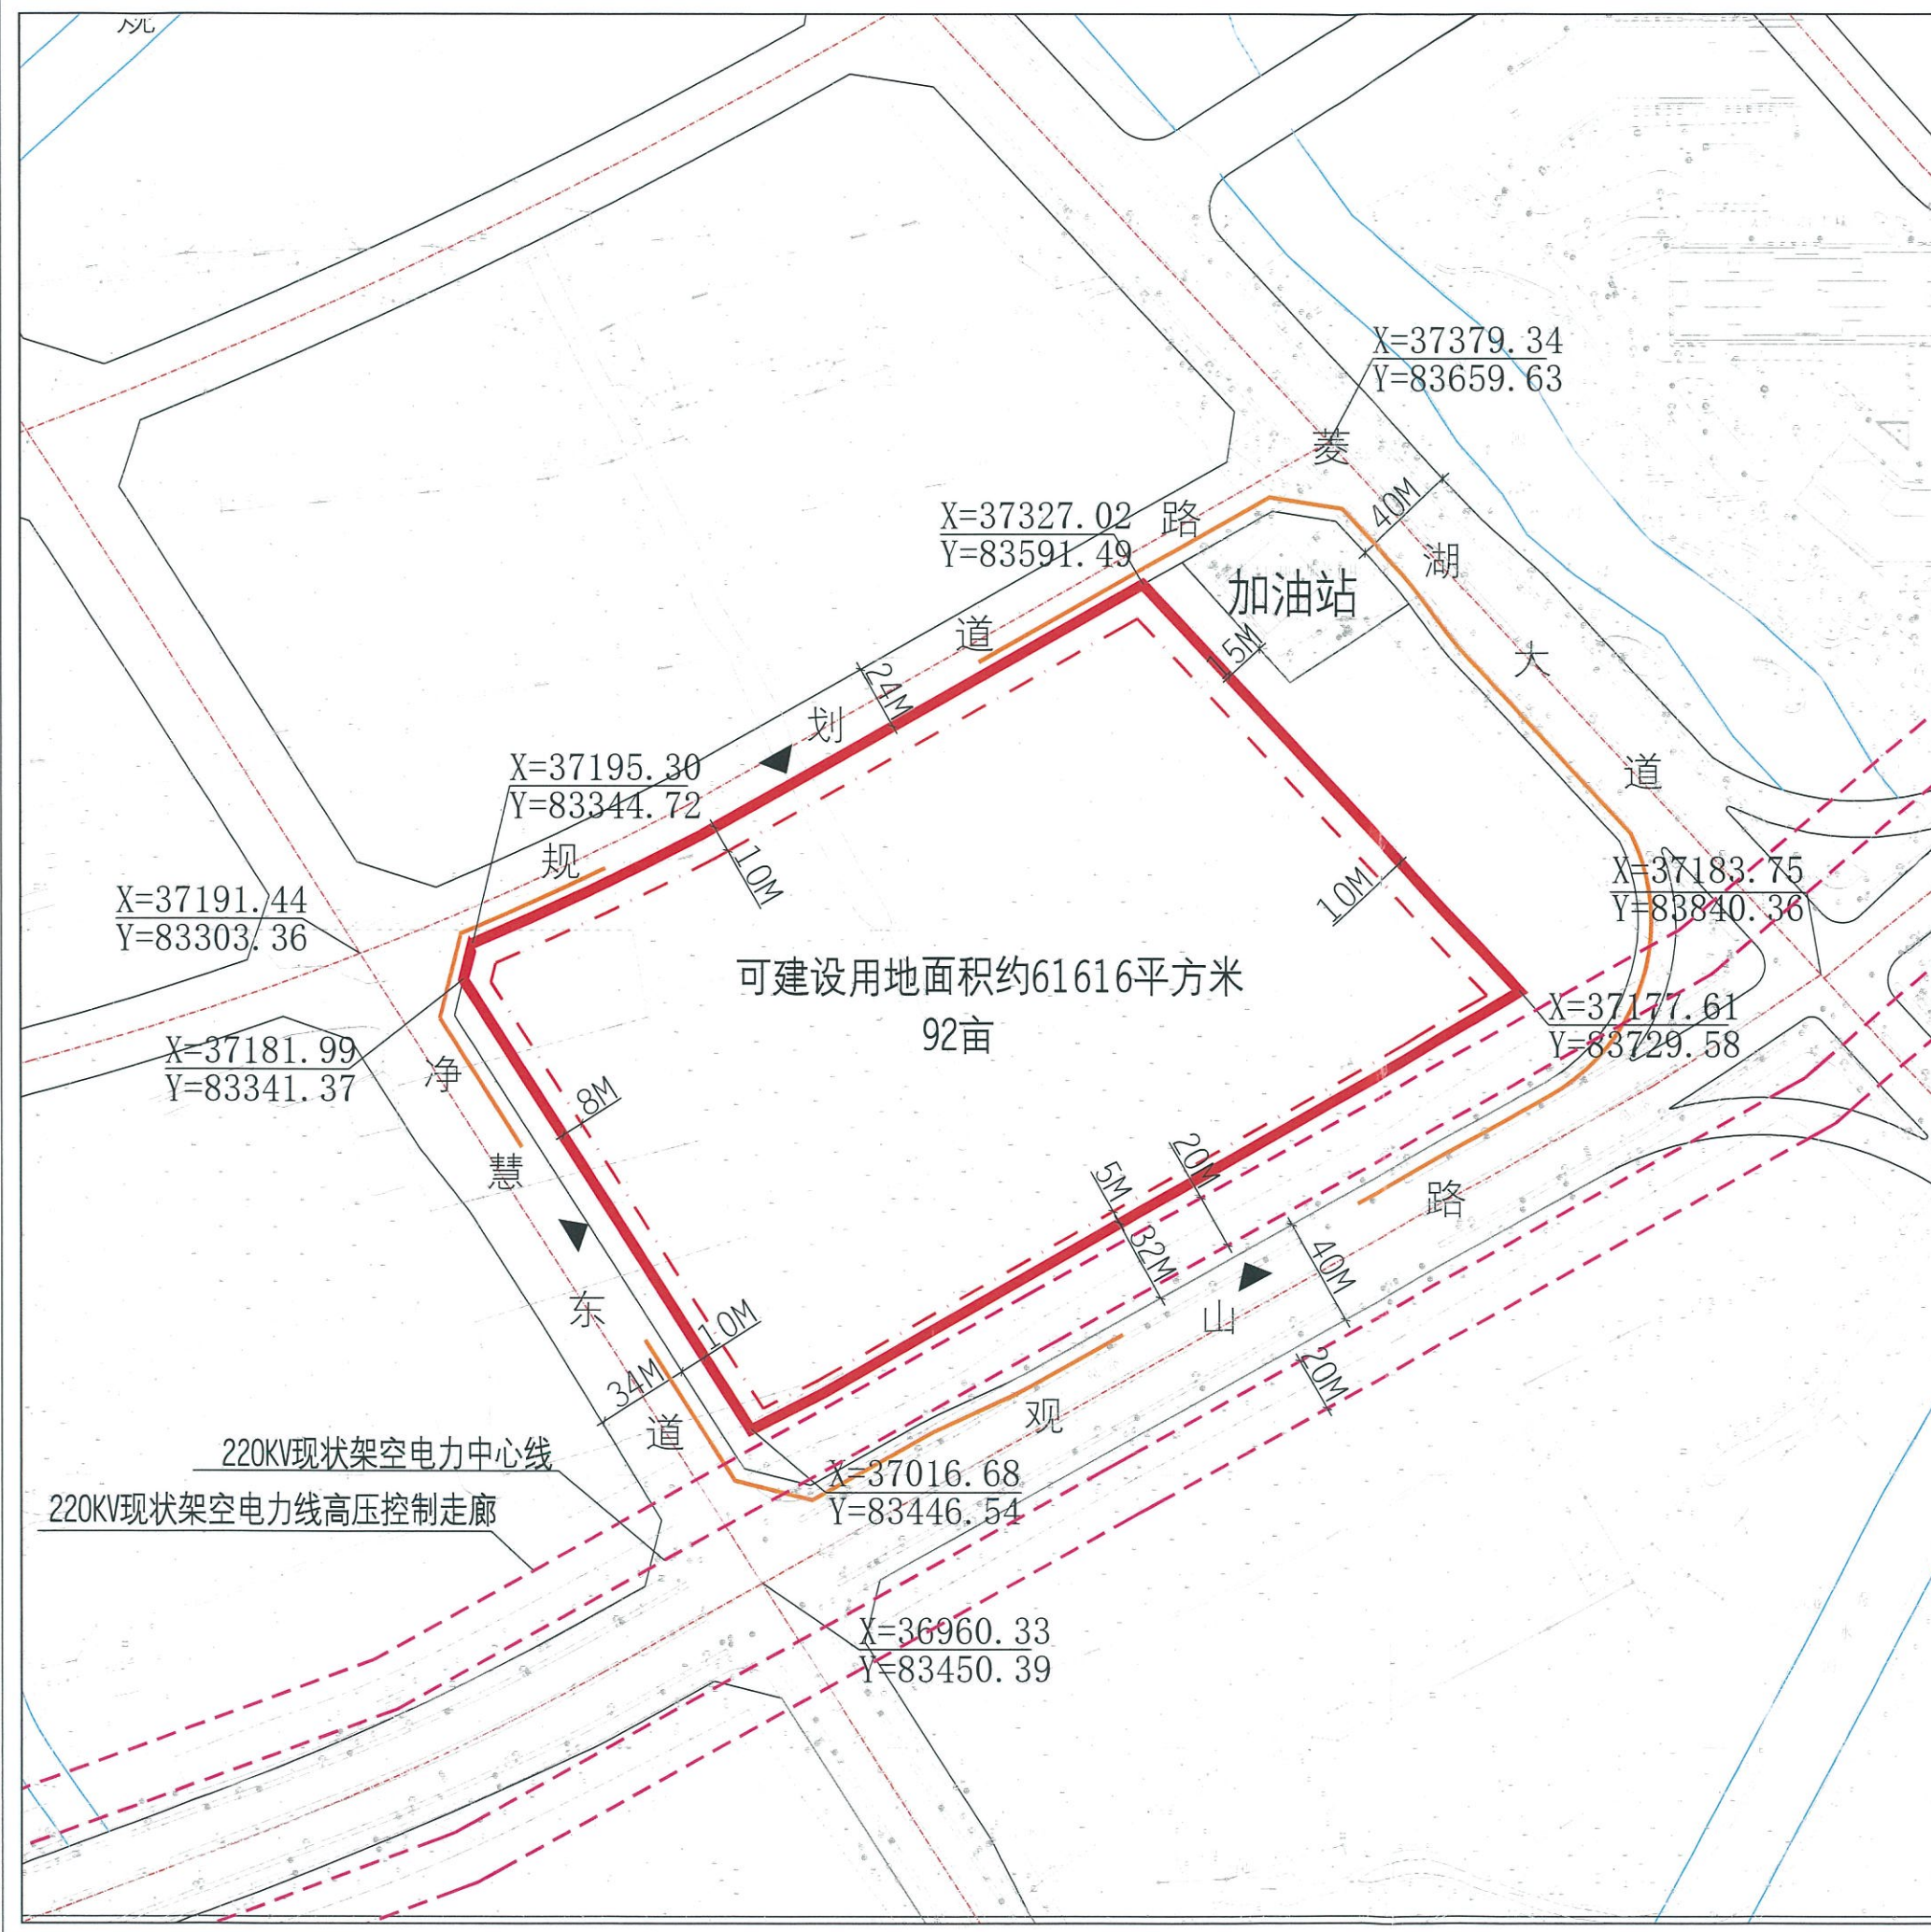 X=37379.34
Y=83659.63
菱湖大道
40M
X=37327.02
Y=83591.49
规划道路
加油站
15M
24M
X=37195.30
Y=83344.72
10M
X=37191.44
Y=83303.36
10M
X=37183.75
Y=83840.36
可建设用地面积约61616平方米
92亩
X=37177.61
Y=83729.58
X=37181.99
Y=83341.37
净慧东道
8M
20M
5M
32M
40M
观山路
10M
34M
20M
220KV现状架空电力中心线
220KV现状架空电力线高压控制走廊
X=37016.68
Y=83446.54
X=36960.33
Y=83450.39